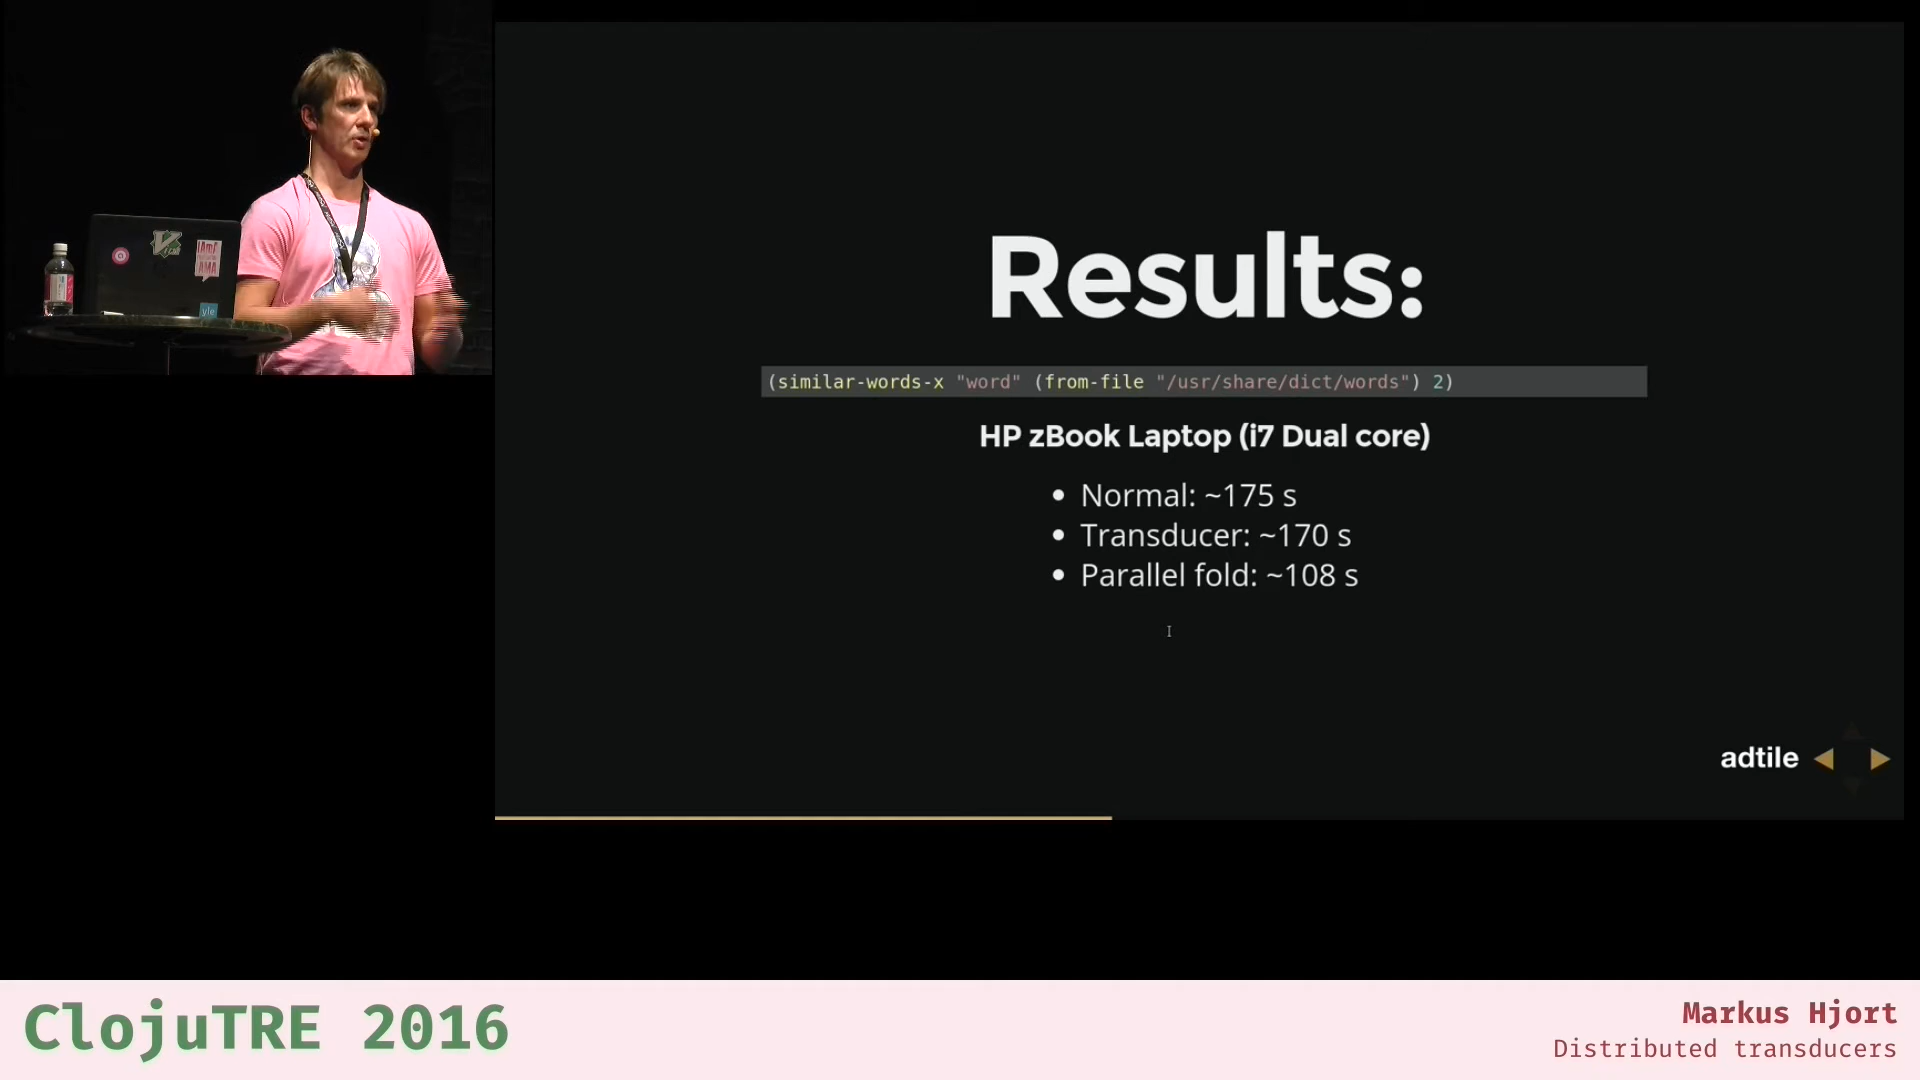 Results:
(similar-words-x "word" (from-file "/usr/share/dict/words") 2)
HP zBook Laptop (i7 Dual core)
Normal: ~175 s
Transducer: ~170 s
Parallel fold: ~108 s
adtile
yle
ClojuTRE 2016
Markus Hjort
Distributed transducers